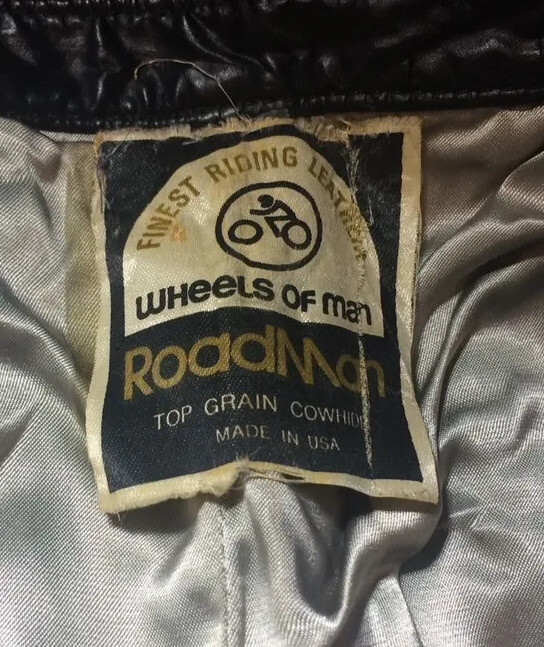 FINEST RIDING LEATHERS
WHeeLS OF man
RoadMan
TOP GRAIN COWHIDE
MADE IN USA